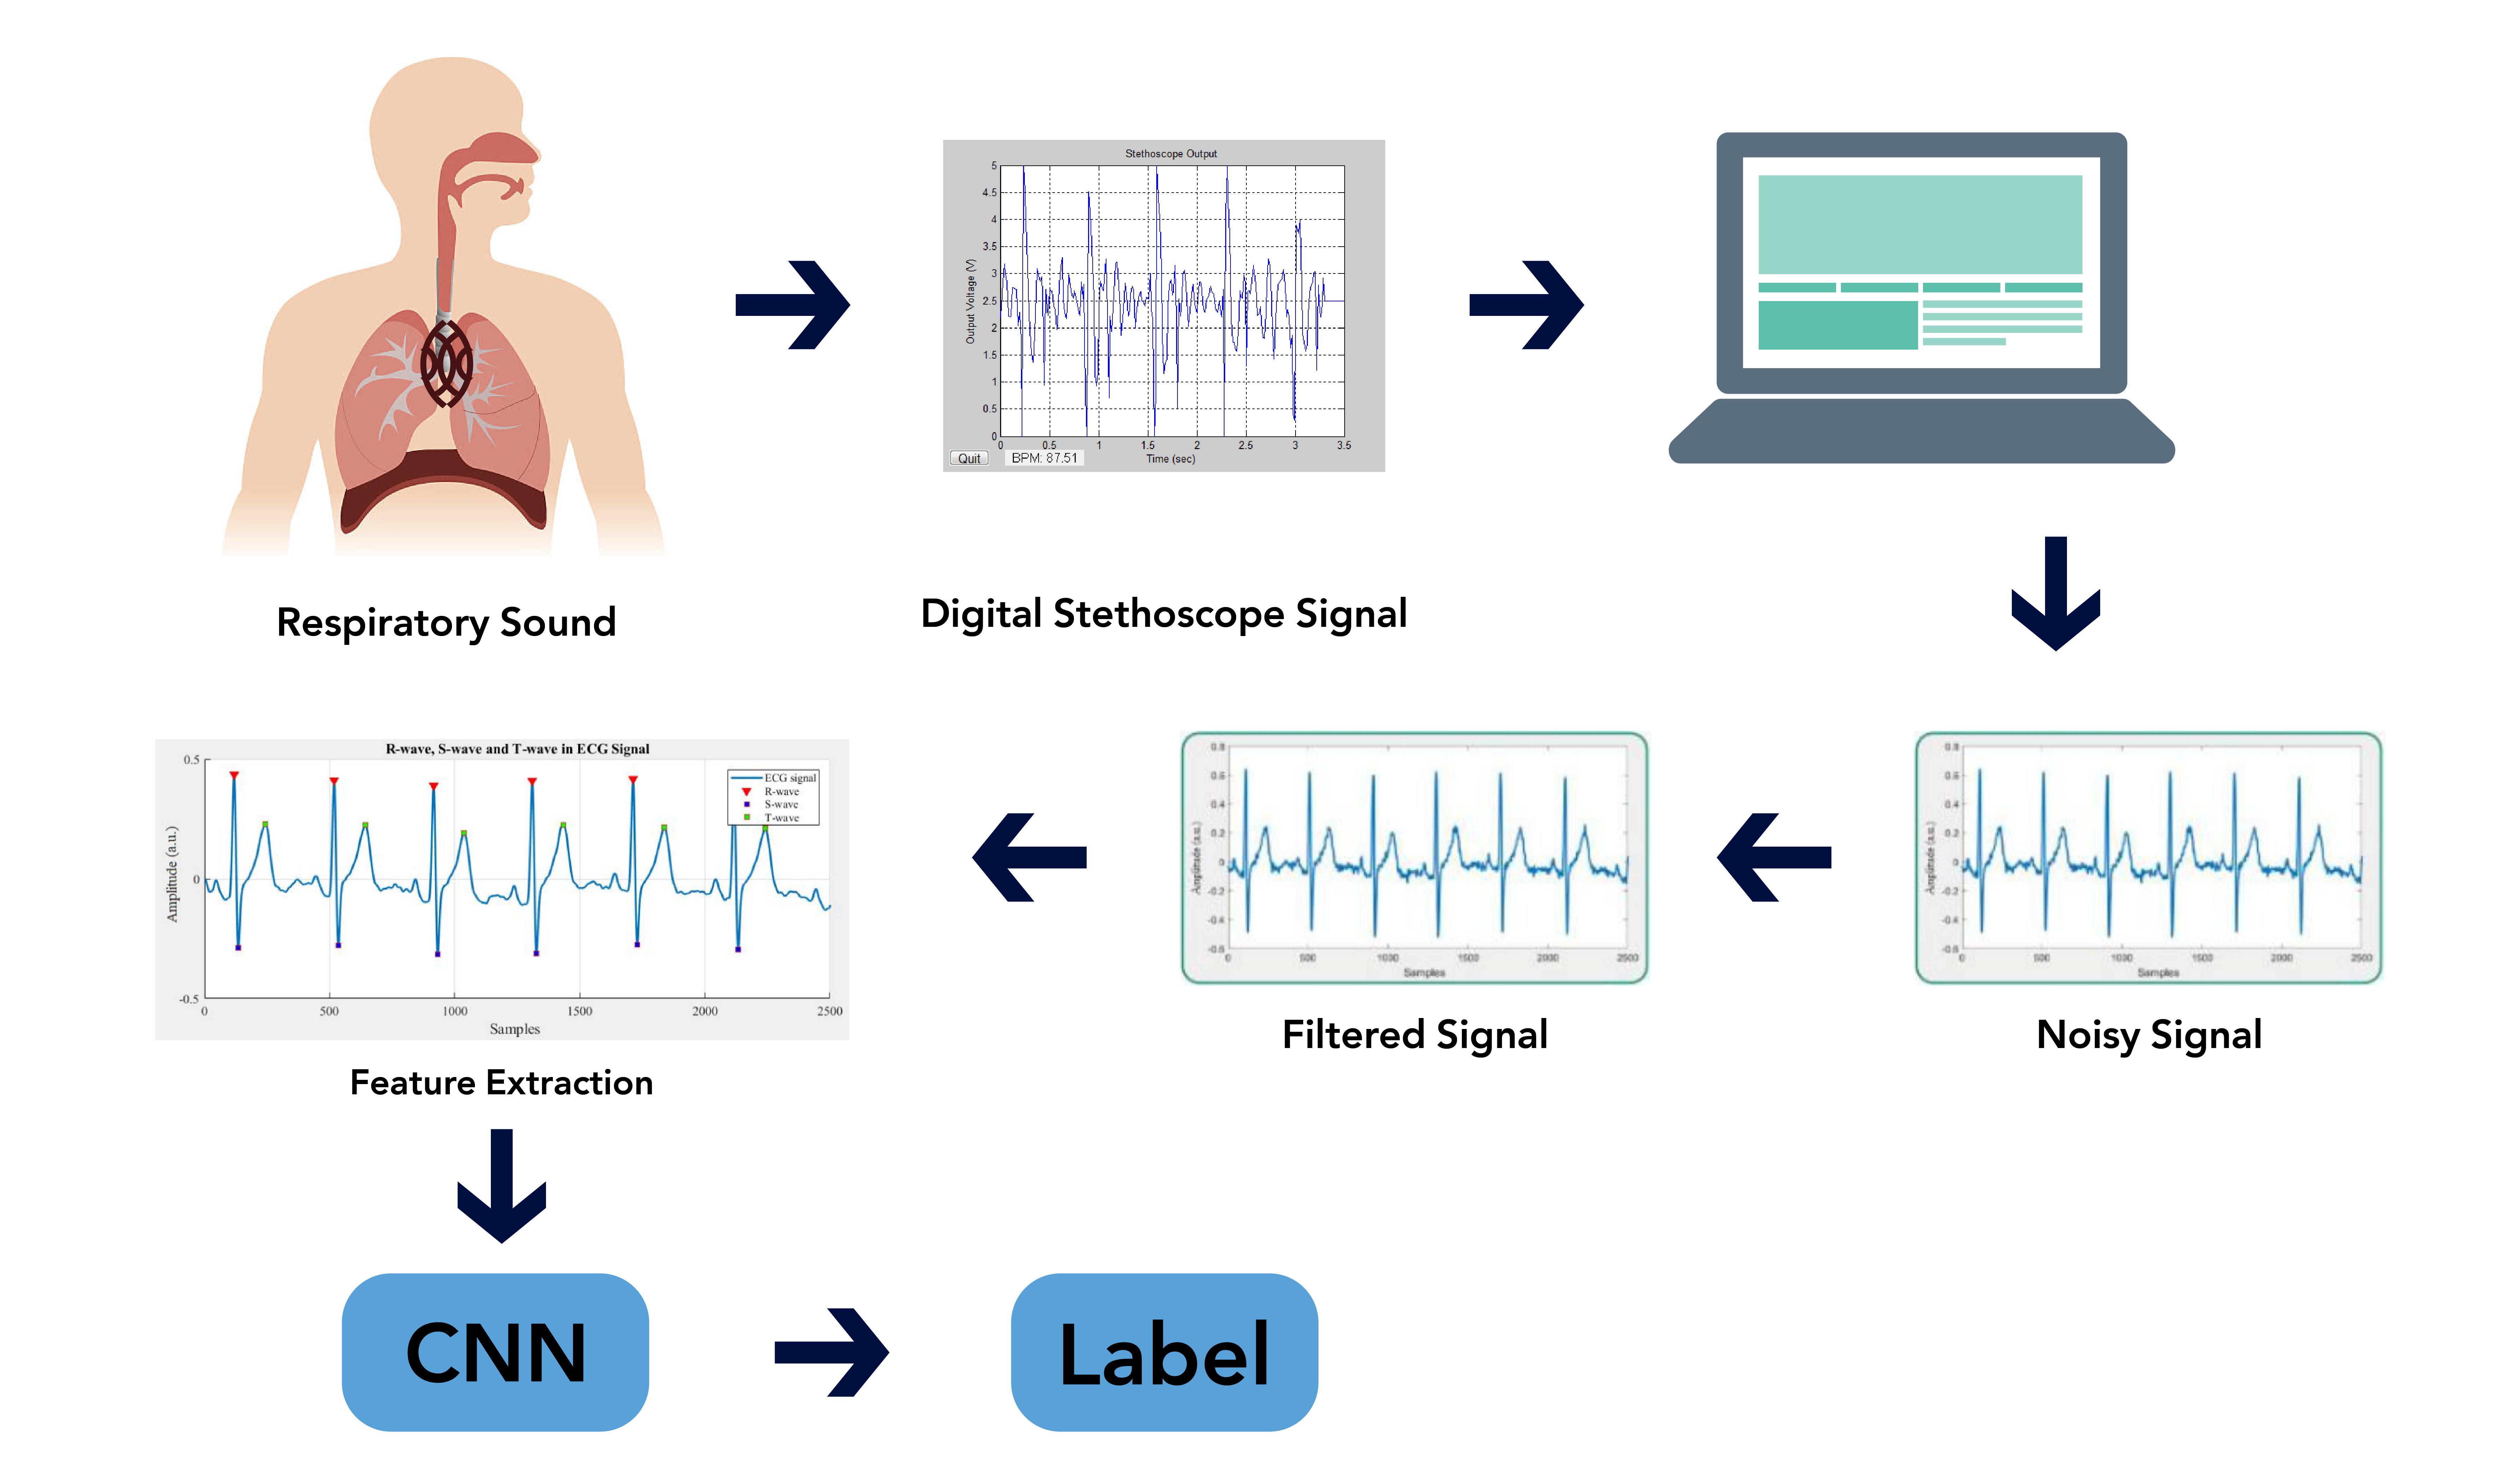 Stethoscope Output
5
4.5
4
3.5
3
2.5
2
1.5
1
0.5
0
Output Voltage (V)
0 0.5 1 1.5 2 2.5 3 3.5
Time (sec)
Quit
BPM: 87.51
Respiratory Sound
Digital Stethoscope Signal
R-wave, S-wave and T-wave in ECG Signal
0.5
0
-0.5
Amplitude (a.u.)
ECG signal
R-wave
S-wave
T-wave
0 500 1000 1500 2000 2500
Samples
Feature Extraction
0.8
0.6
0.4
0.2
0
-0.2
-0.4
-0.6
Amplitude (a.u.)
0 500 1000 1500 2000 2500
Samples
Filtered Signal
0.8
0.6
0.4
0.2
0
-0.2
-0.4
-0.6
Amplitude (a.u.)
0 500 1000 1500 2000 2500
Samples
Noisy Signal
CNN
Label